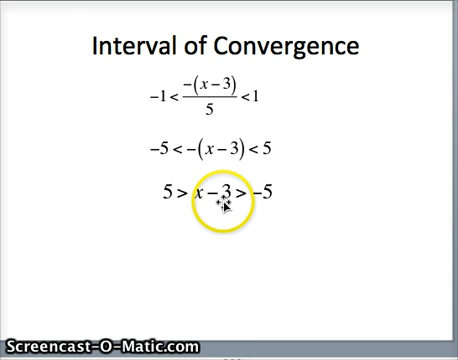 Interval of Convergence
-1 < -(x - 3) / 5 < 1
-5 < -(x - 3) < 5
5 > x - 3 > -5
Screencast-O-Matic.com